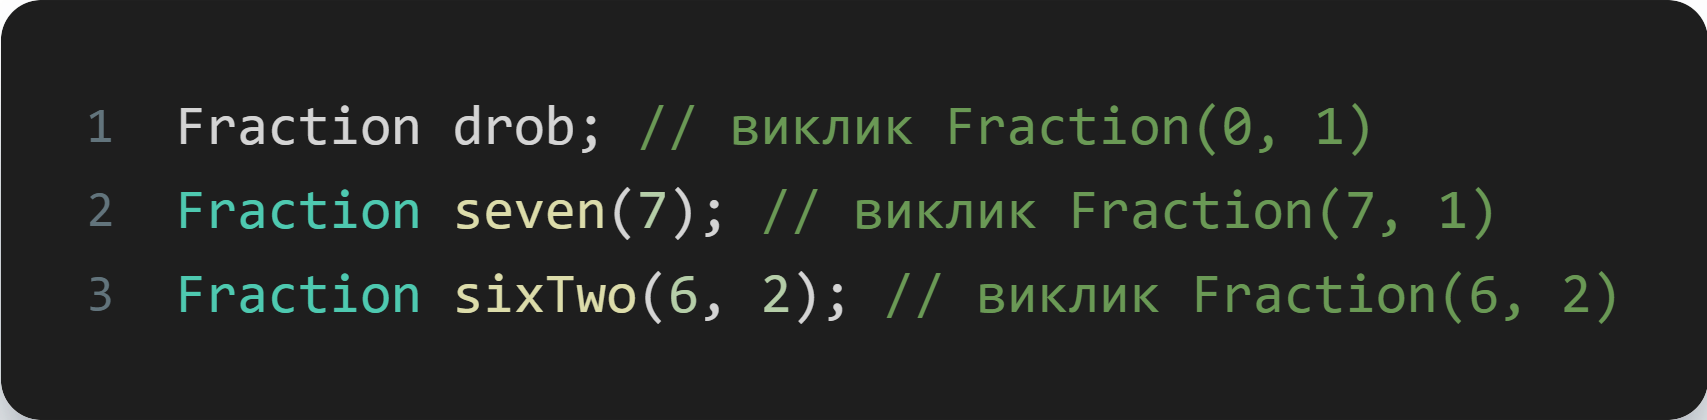 1 Fraction drob; // виклик Fraction(0, 1)
2 Fraction seven(7); // виклик Fraction(7, 1)
3 Fraction sixTwo(6, 2); // виклик Fraction(6, 2)